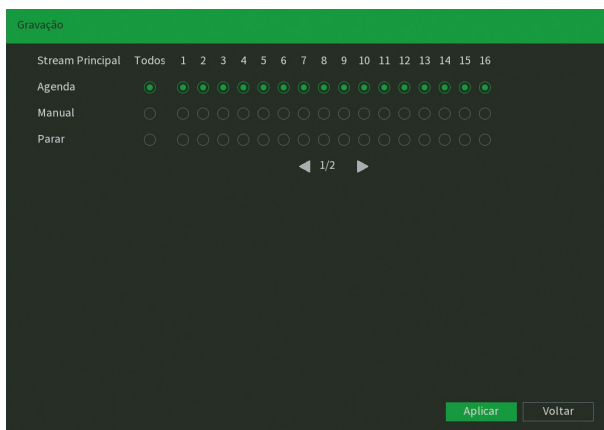 Gravação
Stream Principal Todos 1 2 3 4 5 6 7 8 9 10 11 12 13 14 15 16
Agenda
Manual
Parar
1/2
Aplicar Voltar